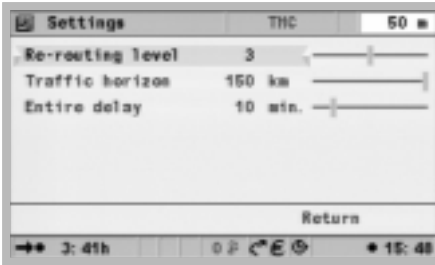 Settings TMC 50 m
Re-routing level 3
Traffic horizon 150 km
Entire delay 10 min.
Return
3:41h 0 15:48